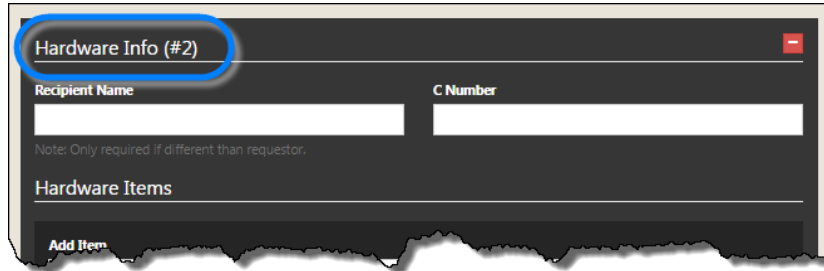 Hardware Info (#2)
Recipient Name C Number
Note: Only required if different than requestor.
Hardware Items
Add Item